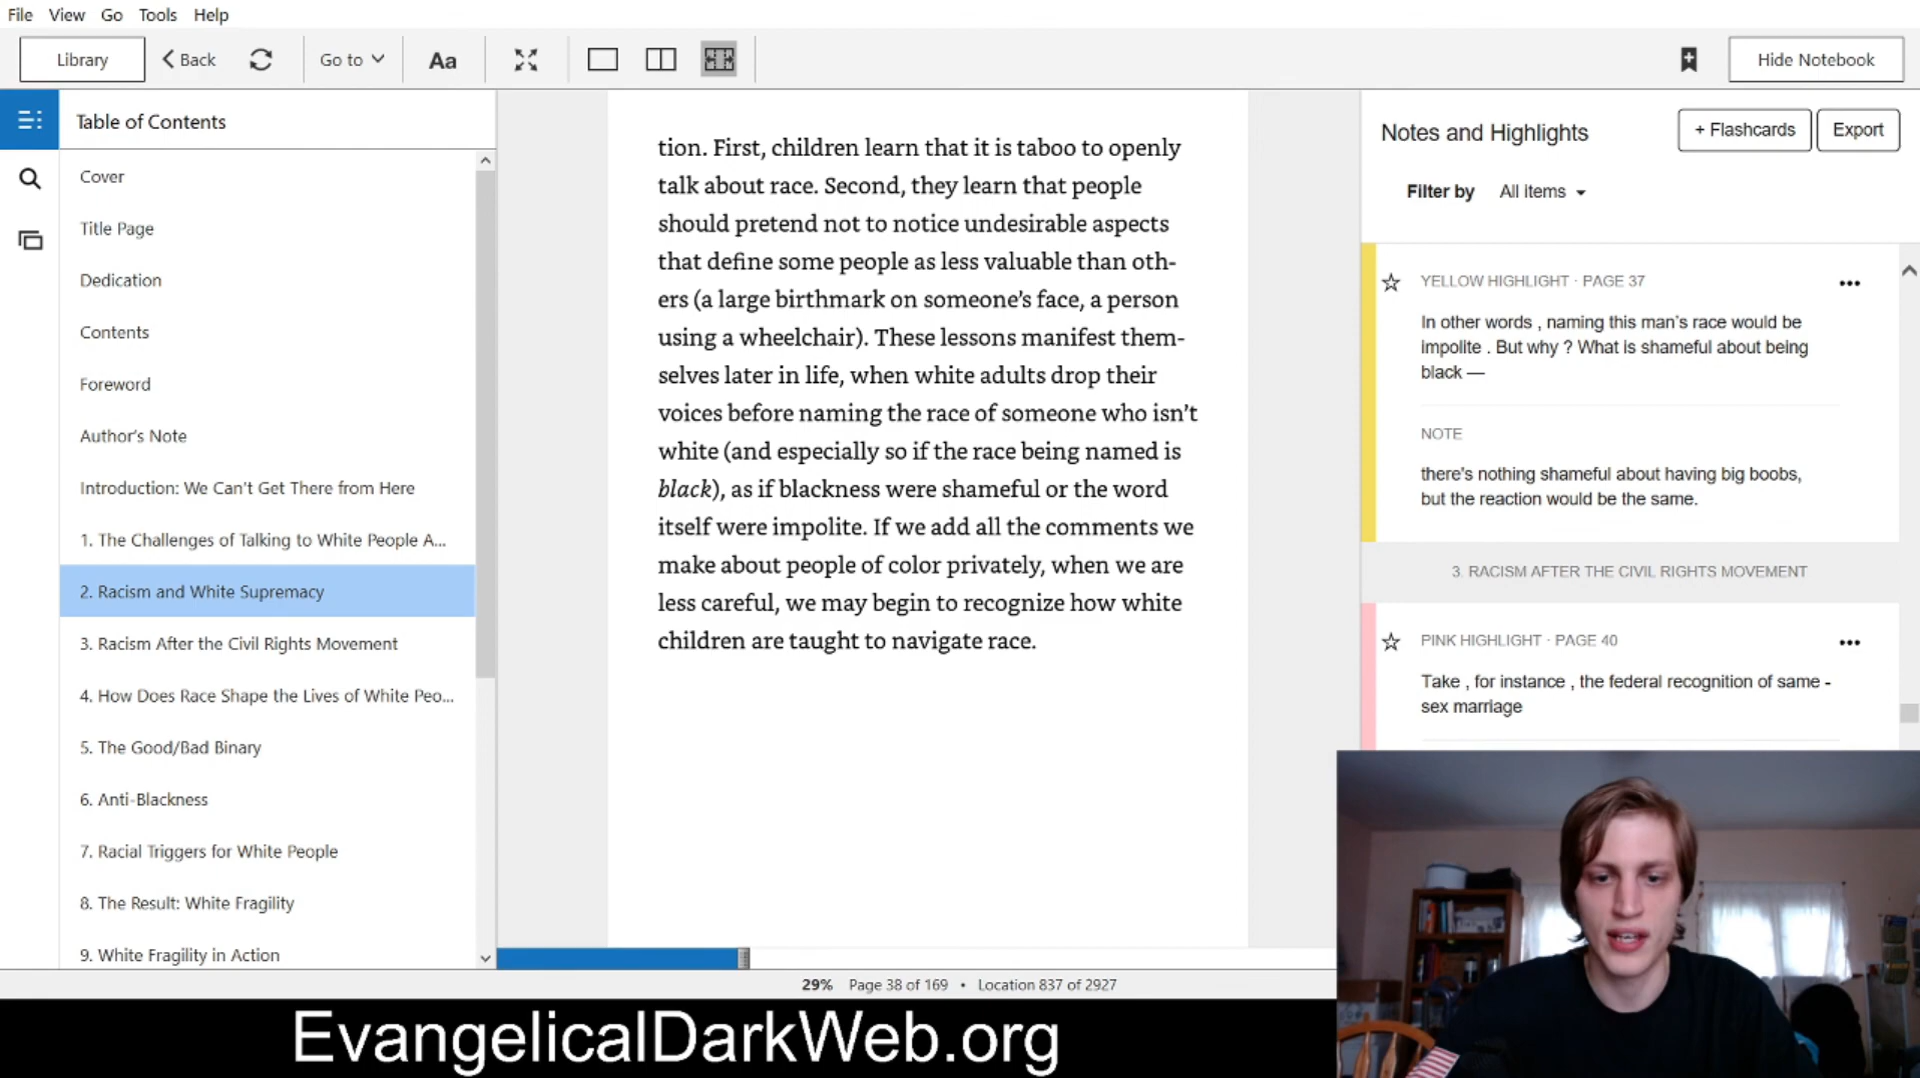 File View Go Tools Help
Library Back Go to Aa Hide Notebook
Table of Contents
Cover
Title Page
Dedication
Contents
Foreword
Author's Note
Introduction: We Can't Get There from Here
1. The Challenges of Talking to White People A...
2. Racism and White Supremacy
3. Racism After the Civil Rights Movement
4. How Does Race Shape the Lives of White Peo...
5. The Good/Bad Binary
6. Anti-Blackness
7. Racial Triggers for White People
8. The Result: White Fragility
9. White Fragility in Action
tion. First, children learn that it is taboo to openly
talk about race. Second, they learn that people
should pretend not to notice undesirable aspects
that define some people as less valuable than oth-
ers (a large birthmark on someone's face, a person
using a wheelchair). These lessons manifest them-
selves later in life, when white adults drop their
voices before naming the race of someone who isn't
white (and especially so if the race being named is
black), as if blackness were shameful or the word
itself were impolite. If we add all the comments we
make about people of color privately, when we are
less careful, we may begin to recognize how white
children are taught to navigate race.
29% Page 38 of 169 • Location 837 of 2927
Notes and Highlights + Flashcards Export
Filter by All items
YELLOW HIGHLIGHT · PAGE 37
In other words , naming this man's race would be
impolite . But why ? What is shameful about being
black —
NOTE
there's nothing shameful about having big boobs,
but the reaction would be the same.
3. RACISM AFTER THE CIVIL RIGHTS MOVEMENT
PINK HIGHLIGHT · PAGE 40
Take , for instance , the federal recognition of same -
sex marriage
EvangelicalDarkWeb.org